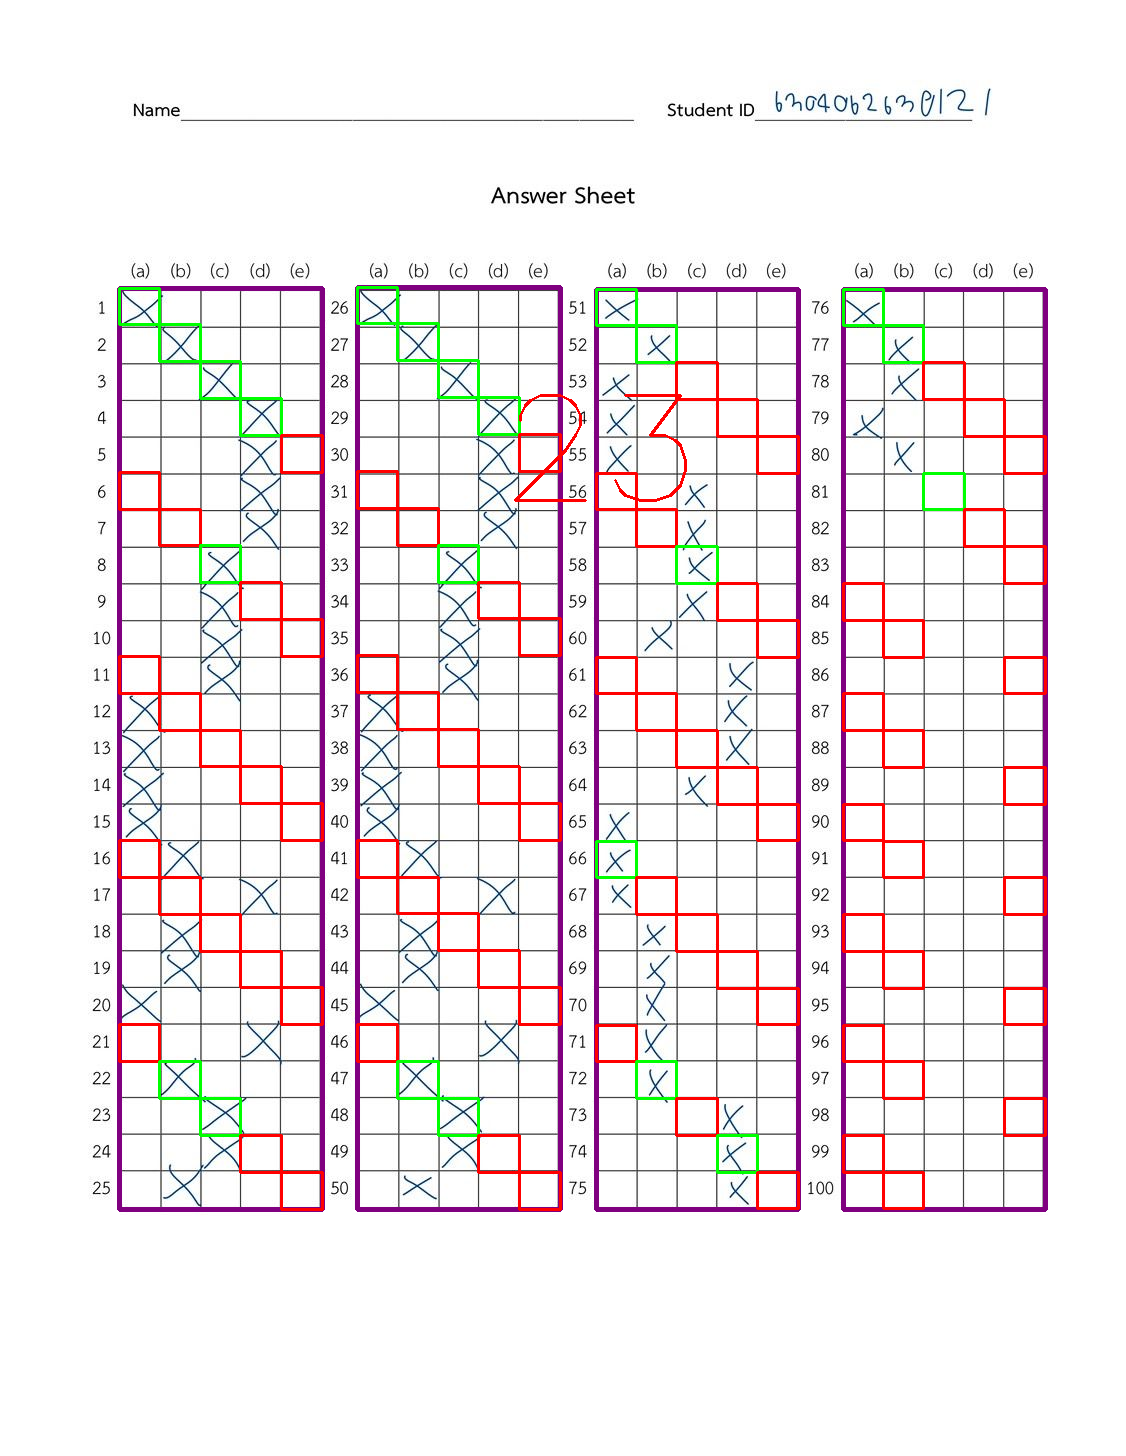 Name Student ID 6304062630121
Answer Sheet
(a) (b) (c) (d) (e) (a) (b) (c) (d) (e) (a) (b) (c) (d) (e) (a) (b) (c) (d) (e)
1 26 51 76
2 27 52 77
3 28 53 78
4 29 54 79
5 30 55 80
23
6 31 56 81
7 32 57 82
8 33 58 83
9 34 59 84
10 35 60 85
11 36 61 86
12 37 62 87
13 38 63 88
14 39 64 89
15 40 65 90
16 41 66 91
17 42 67 92
18 43 68 93
19 44 69 94
20 45 70 95
21 46 71 96
22 47 72 97
23 48 73 98
24 49 74 99
25 50 75 100